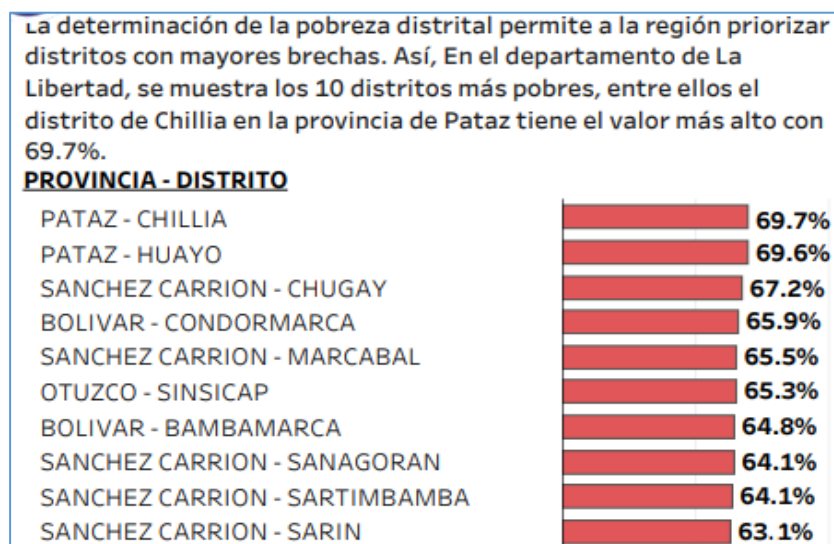 La determinación de la pobreza distrital permite a la región priorizar
distritos con mayores brechas. Así, En el departamento de La
Libertad, se muestra los 10 distritos más pobres, entre ellos el
distrito de Chillia en la provincia de Pataz tiene el valor más alto con
69.7%.
PROVINCIA - DISTRITO
PATAZ - CHILLIA 69.7%
PATAZ - HUAYO 69.6%
SANCHEZ CARRION - CHUGAY 67.2%
BOLIVAR - CONDORMARCA 65.9%
SANCHEZ CARRION - MARCABAL 65.5%
OTUZCO - SINSICAP 65.3%
BOLIVAR - BAMBAMARCA 64.8%
SANCHEZ CARRION - SANAGORAN 64.1%
SANCHEZ CARRION - SARTIMBAMBA 64.1%
SANCHEZ CARRION - SARIN 63.1%